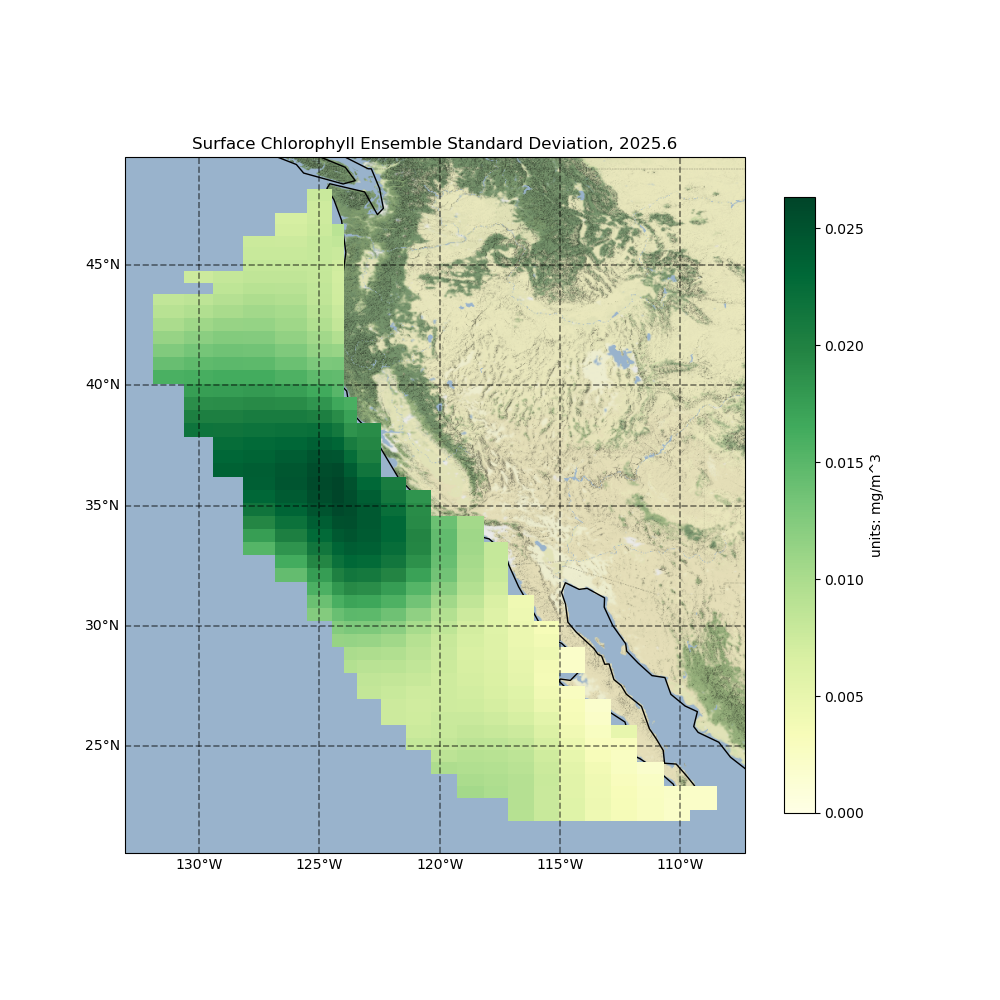 Surface Chlorophyll Ensemble Standard Deviation, 2025.6
45°N
40°N
35°N
30°N
25°N
130°W 125°W 120°W 115°W 110°W
0.025
0.020
0.015
0.010
0.005
0.000
units: mg/m^3